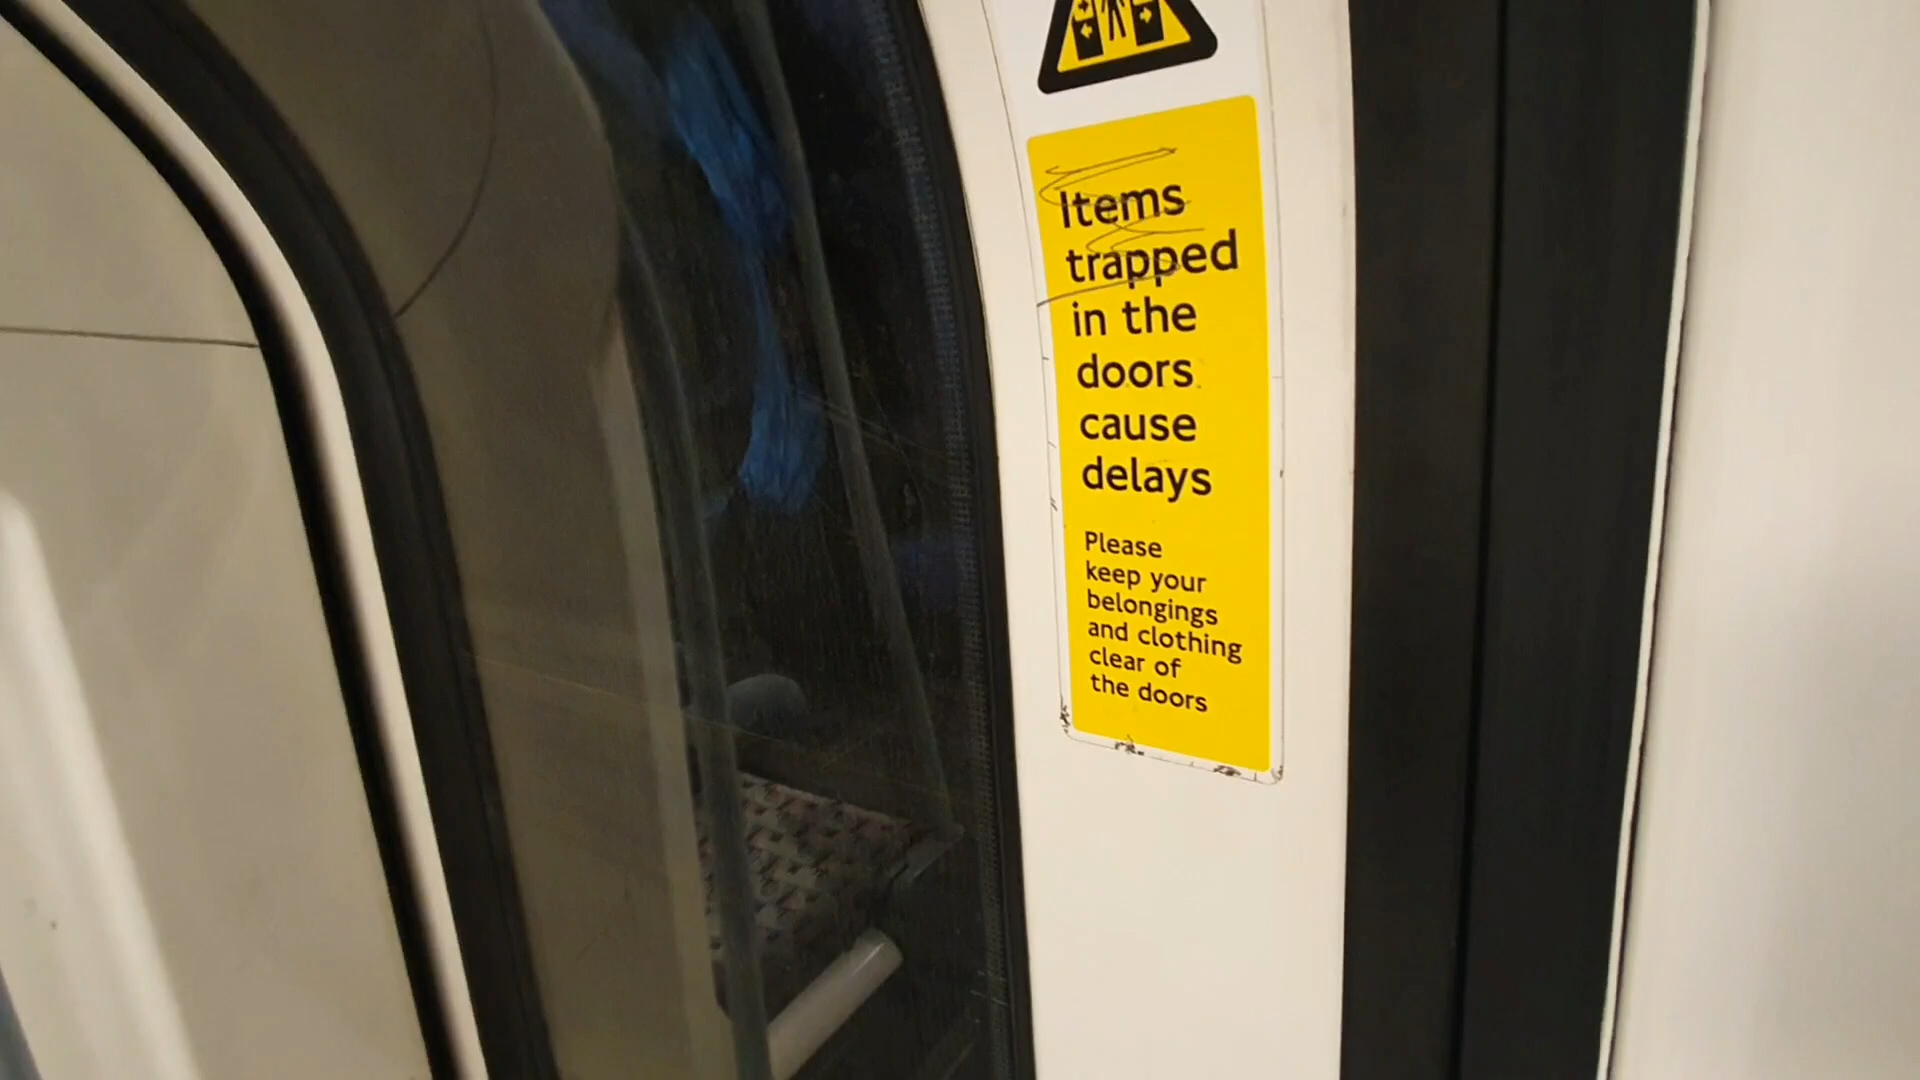 Items
trapped
in the
doors
cause
delays
Please
keep your
belongings
and clothing
clear of
the doors